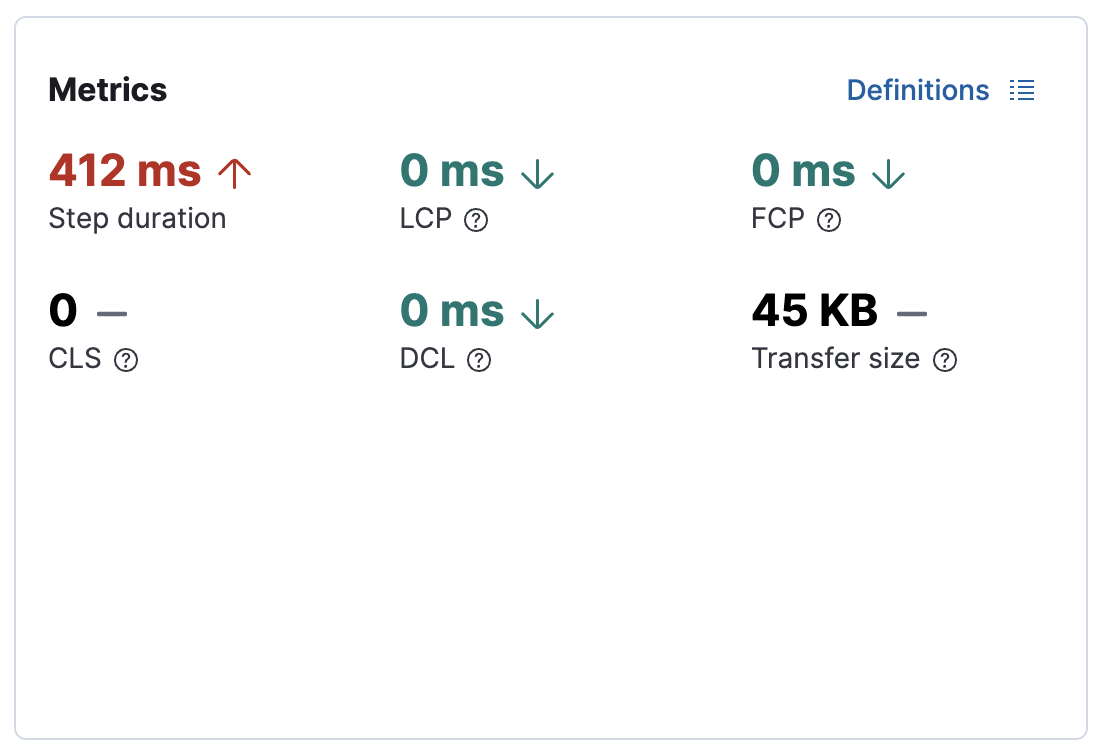 Metrics
Definitions
412 ms ↑
0 ms ↓
0 ms ↓
Step duration
LCP
FCP
0 —
0 ms ↓
45 KB —
CLS
DCL
Transfer size